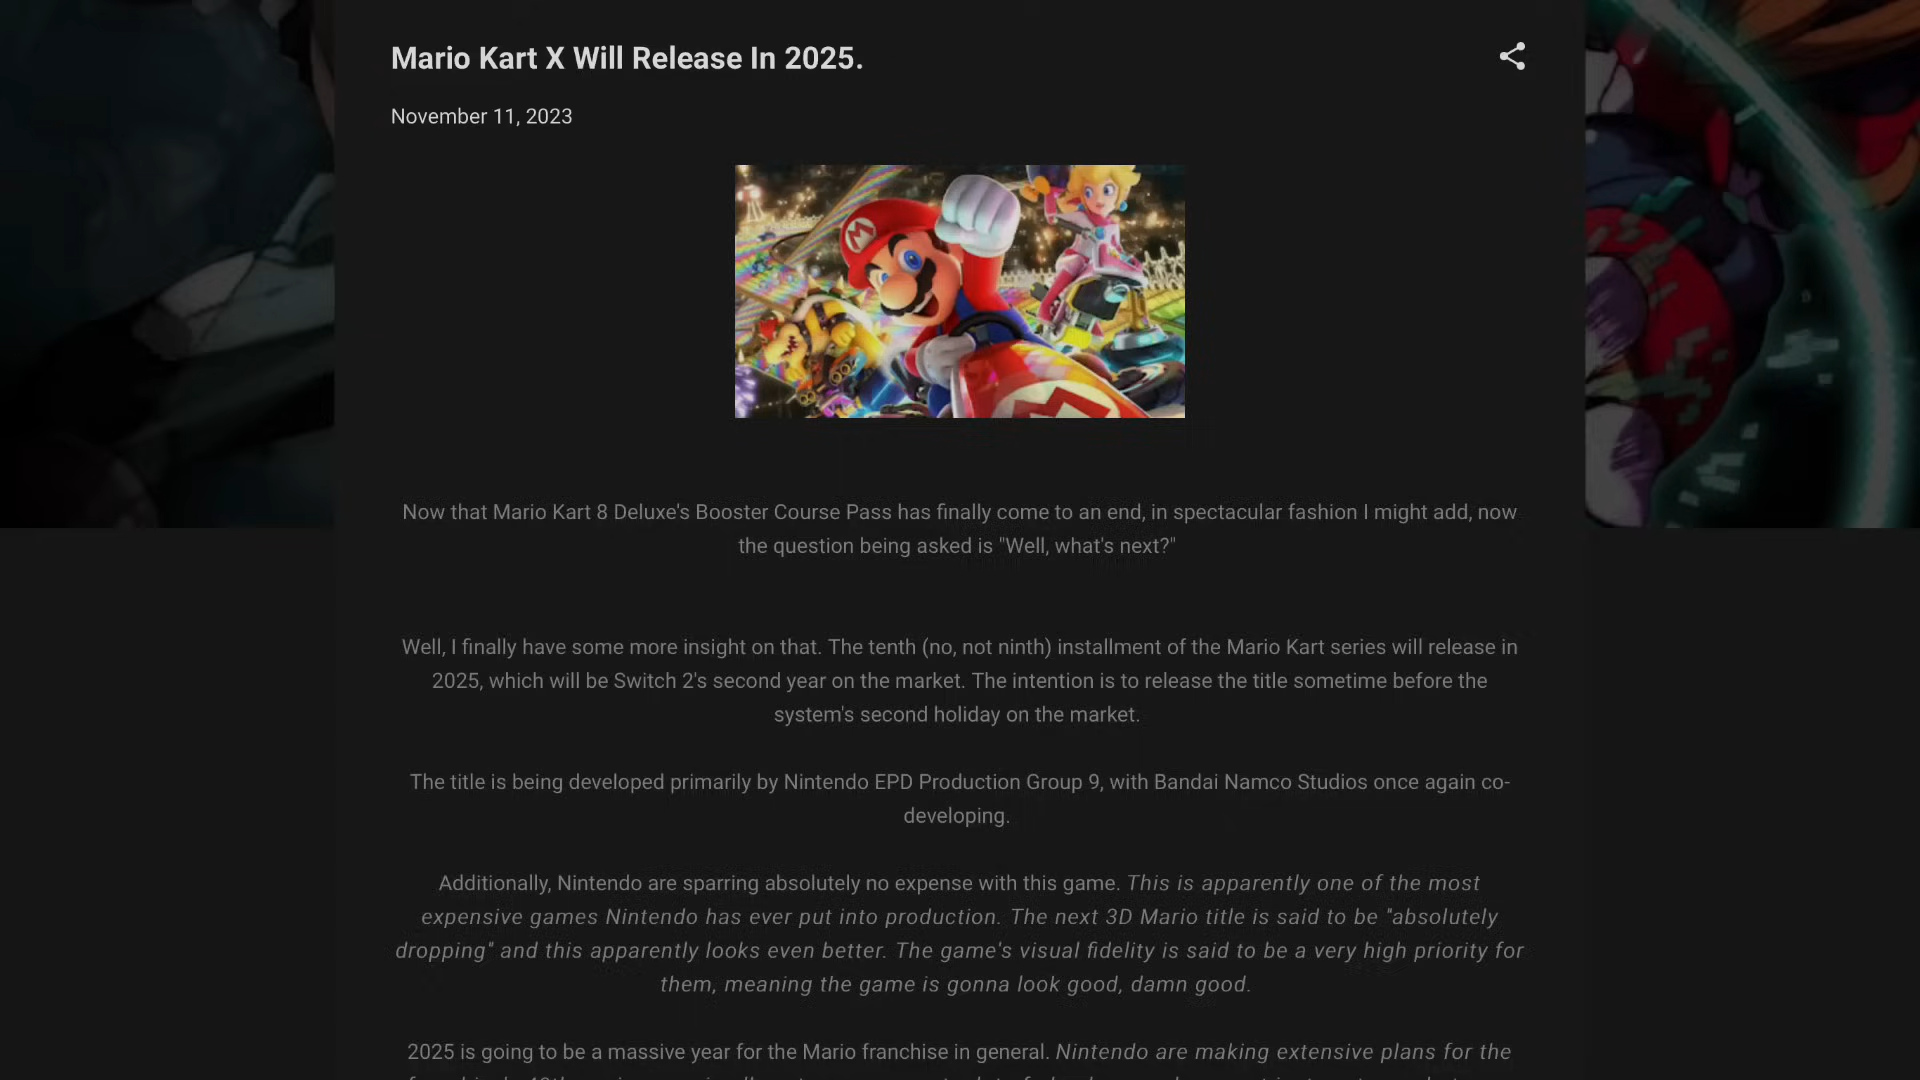 Mario Kart X Will Release In 2025.
November 11, 2023
Now that Mario Kart 8 Deluxe's Booster Course Pass has finally come to an end, in spectacular fashion I might add, now
the question being asked is "Well, what's next?"
Well, I finally have some more insight on that. The tenth (no, not ninth) installment of the Mario Kart series will release in
2025, which will be Switch 2's second year on the market. The intention is to release the title sometime before the
system's second holiday on the market.
The title is being developed primarily by Nintendo EPD Production Group 9, with Bandai Namco Studios once again co-
developing.
Additionally, Nintendo are sparring absolutely no expense with this game. This is apparently one of the most
expensive games Nintendo has ever put into production. The next 3D Mario title is said to be "absolutely
dropping" and this apparently looks even better. The game's visual fidelity is said to be a very high priority for
them, meaning the game is gonna look good, damn good.
2025 is going to be a massive year for the Mario franchise in general. Nintendo are making extensive plans for the